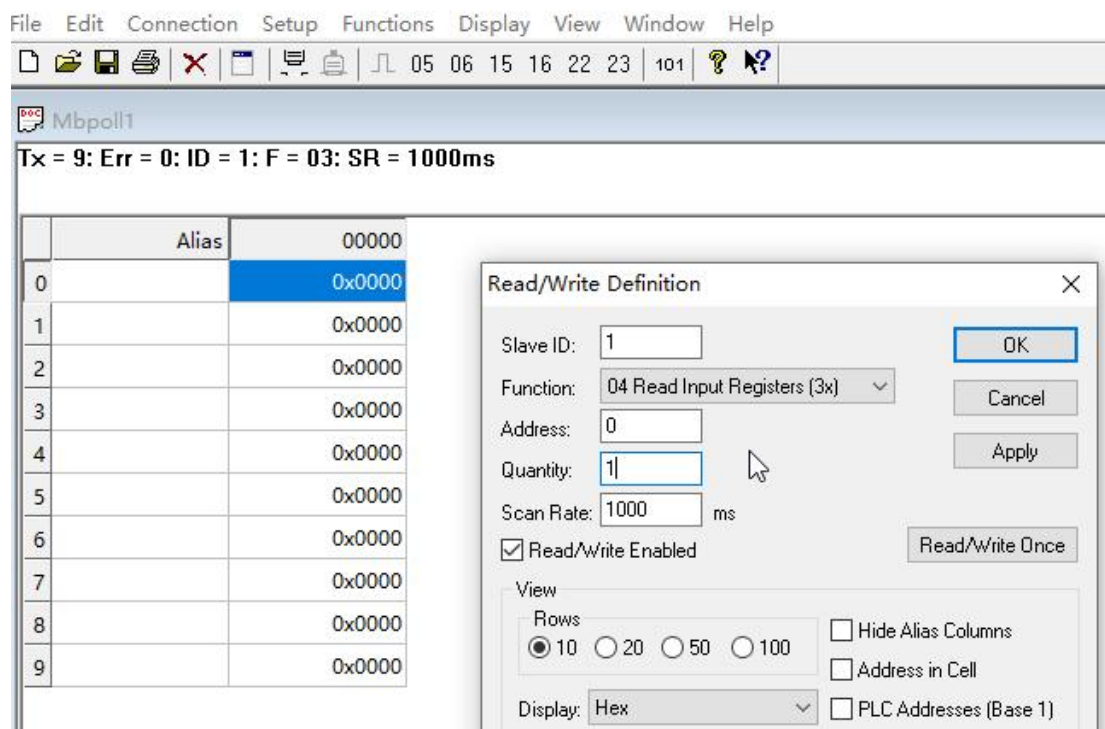 File Edit Connection Setup Functions Display View Window Help
05 06 15 16 22 23 101
Mbpoll1
Tx = 9: Err = 0: ID = 1: F = 03: SR = 1000ms
Alias 00000
0 0x0000
1 0x0000
2 0x0000
3 0x0000
4 0x0000
5 0x0000
6 0x0000
7 0x0000
8 0x0000
9 0x0000
Read/Write Definition
Slave ID: 1 OK
Function: 04 Read Input Registers (3x) Cancel
Address: 0
Quantity: 1 Apply
Scan Rate: 1000 ms
Read/Write Enabled Read/Write Once
View
Rows
10 20 50 100
Hide Alias Columns
Address in Cell
Display: Hex PLC Addresses (Base 1)